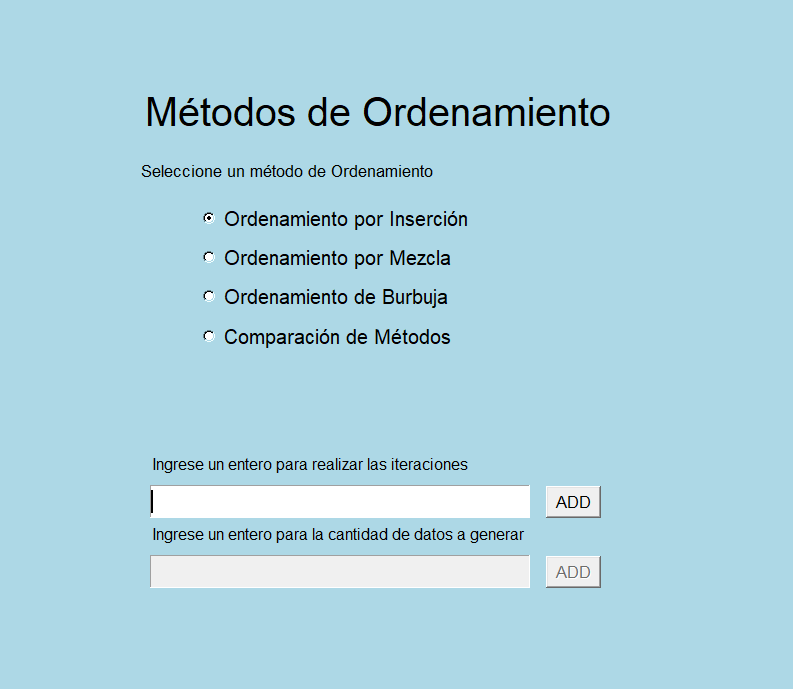 Métodos de Ordenamiento
Seleccione un método de Ordenamiento
Ordenamiento por Inserción
Ordenamiento por Mezcla
Ordenamiento de Burbuja
Comparación de Métodos
Ingrese un entero para realizar las iteraciones
ADD
Ingrese un entero para la cantidad de datos a generar
ADD